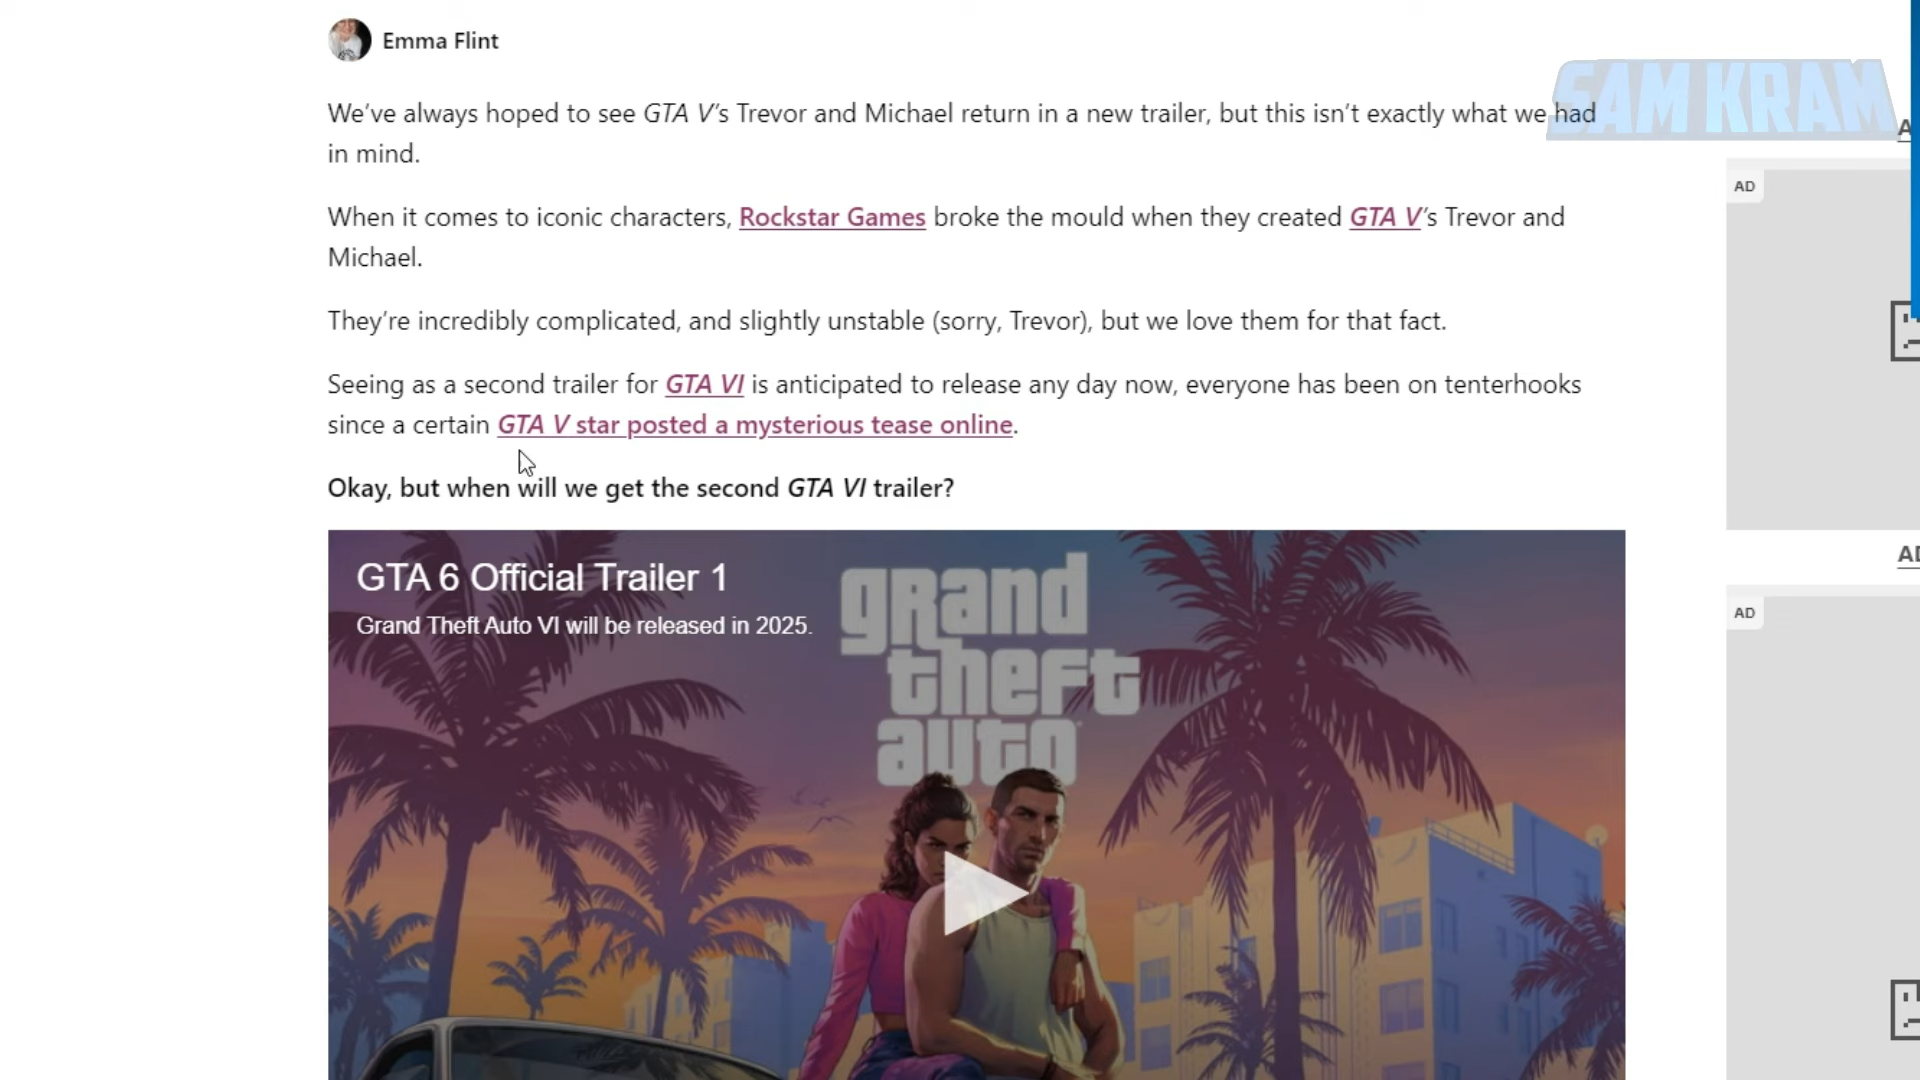 Emma Flint
SAM KRAM
We’ve always hoped to see GTA V’s Trevor and Michael return in a new trailer, but this isn’t exactly what we had
in mind.
AD
When it comes to iconic characters, Rockstar Games broke the mould when they created GTA V’s Trevor and
Michael.
They’re incredibly complicated, and slightly unstable (sorry, Trevor), but we love them for that fact.
Seeing as a second trailer for GTA VI is anticipated to release any day now, everyone has been on tenterhooks
since a certain GTA V star posted a mysterious tease online.
Okay, but when will we get the second GTA VI trailer?
GTA 6 Official Trailer 1
Grand Theft Auto VI will be released in 2025.
grand
theft
auto
AD